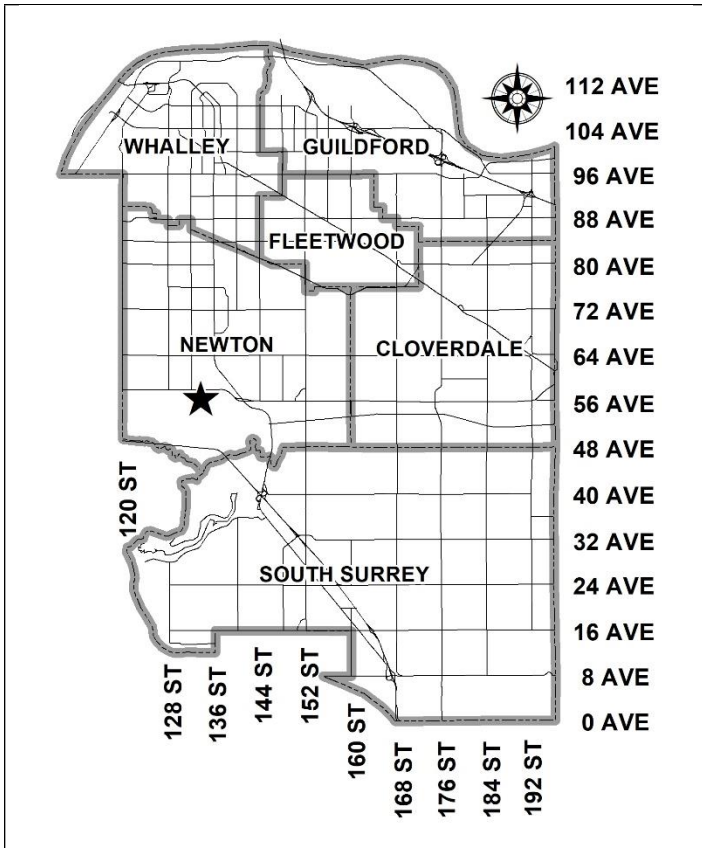 112 AVE
104 AVE
WHALLEY
GUILDFORD
96 AVE
88 AVE
FLEETWOOD
80 AVE
72 AVE
NEWTON
CLOVERDALE
64 AVE
56 AVE
48 AVE
120 ST
40 AVE
32 AVE
SOUTH SURREY
24 AVE
16 AVE
8 AVE
128 ST
136 ST
144 ST
152 ST
160 ST
0 AVE
168 ST
176 ST
184 ST
192 ST